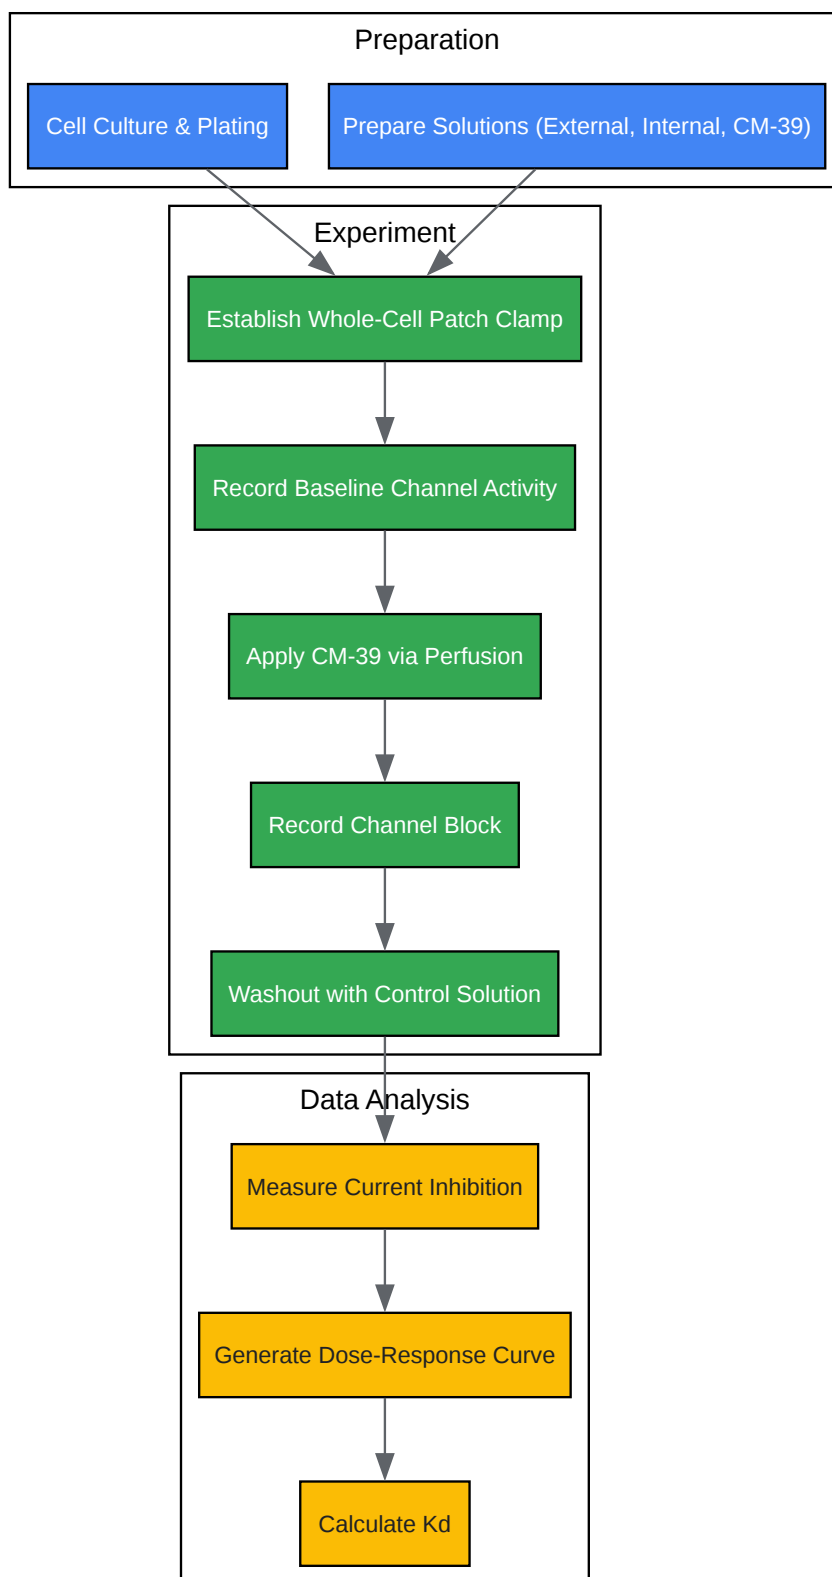 Preparation
Cell Culture & Plating
Prepare Solutions (External, Internal, CM-39)
Experiment
Establish Whole-Cell Patch Clamp
Record Baseline Channel Activity
Apply CM-39 via Perfusion
Record Channel Block
Washout with Control Solution
Data Analysis
Measure Current Inhibition
Generate Dose-Response Curve
Calculate Kd